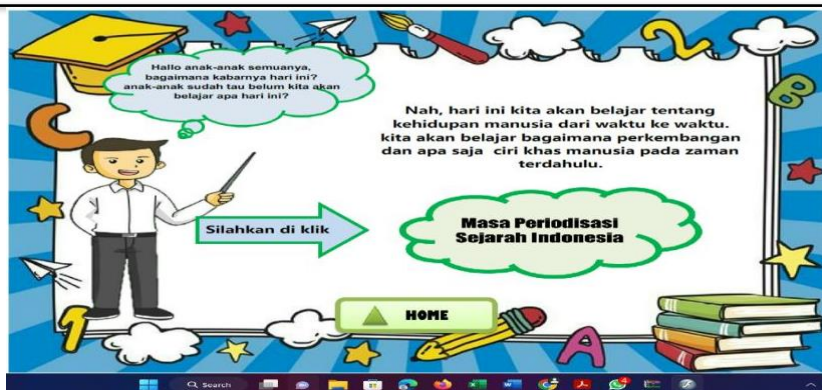 Hallo anak-anak semuanya,
bagaimana kabarnya hari ini?
anak-anak sudah tau belum kita akan
belajar apa hari ini?
Nah, hari ini kita akan belajar tentang
kehidupan manusia dari waktu ke waktu.
kita akan belajar bagaimana perkembangan
dan apa saja ciri khas manusia pada zaman
terdahulu.
Silahkan di klik
Masa Periodisasi
Sejarah Indonesia
HOME
C
2
B
1
A
Search